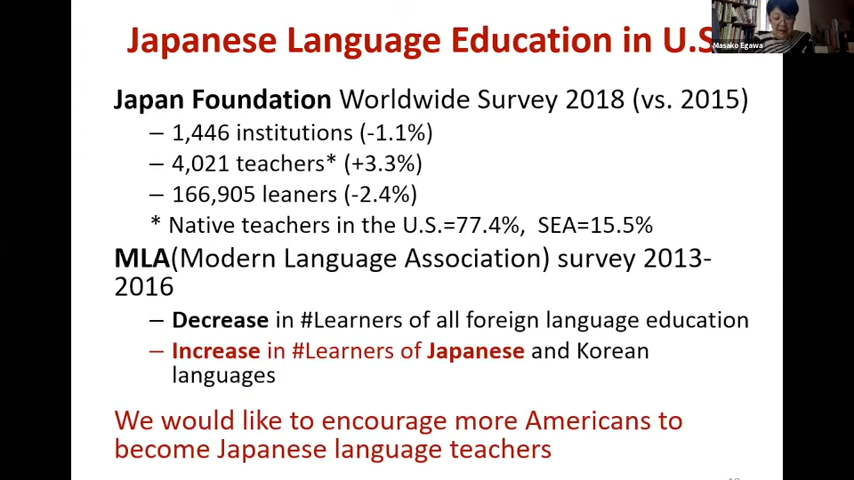 Japanese Language Education in U.S
Masako Egawa
Japan Foundation Worldwide Survey 2018 (vs. 2015)
– 1,446 institutions (-1.1%)
– 4,021 teachers* (+3.3%)
– 166,905 leaners (-2.4%)
* Native teachers in the U.S.=77.4%, SEA=15.5%
MLA(Modern Language Association) survey 2013-
2016
– Decrease in #Learners of all foreign language education
– Increase in #Learners of Japanese and Korean
languages
We would like to encourage more Americans to
become Japanese language teachers